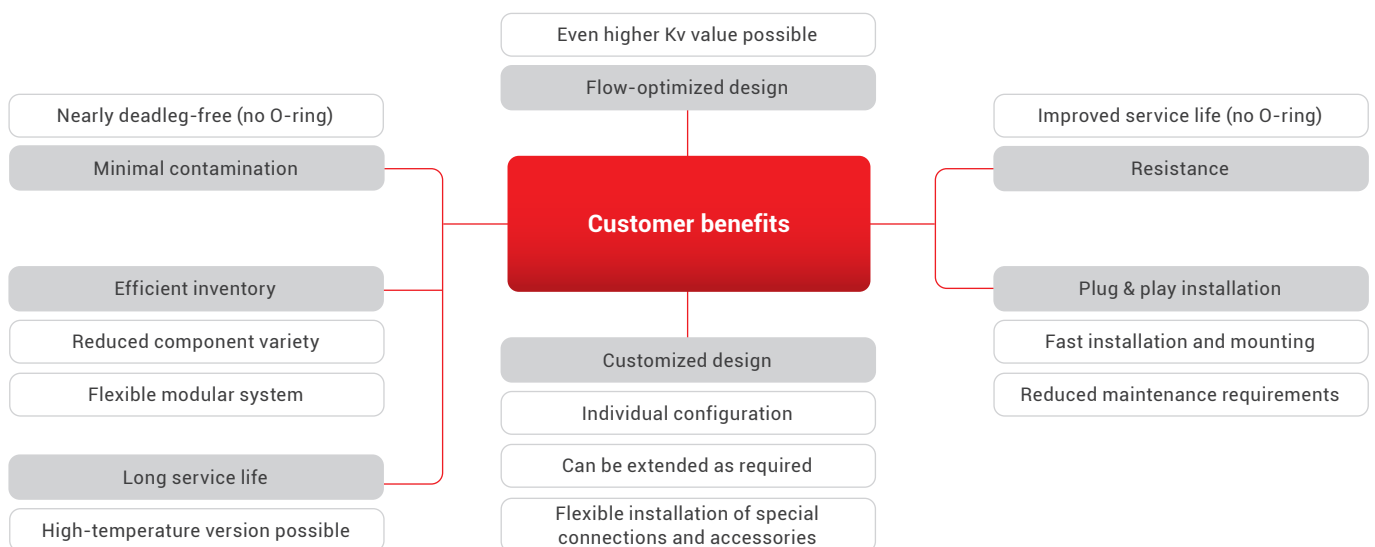 Even higher Kv value possible
Flow-optimized design
Nearly deadleg-free (no O-ring)
Minimal contamination
Improved service life (no O-ring)
Resistance
Customer benefits
Efficient inventory
Reduced component variety
Flexible modular system
Plug & play installation
Fast installation and mounting
Reduced maintenance requirements
Customized design
Individual configuration
Can be extended as required
Flexible installation of special
connections and accessories
Long service life
High-temperature version possible